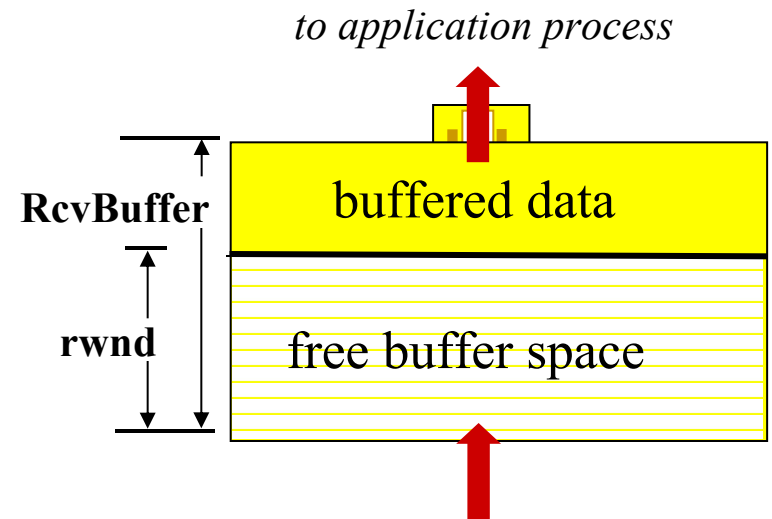 to application process
RcvBuffer
buffered data
rwnd
free buffer space